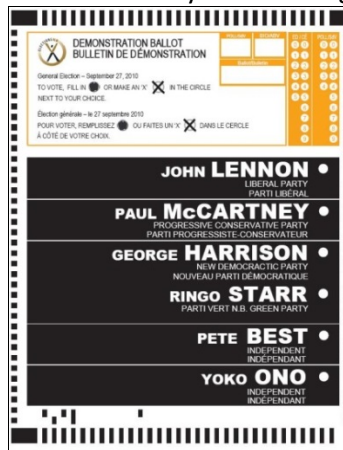 DEMONSTRATION BALLOT
BULLETIN DE DÉMONSTRATION
General Election – September 27, 2010
TO VOTE, FILL IN OR MAKE AN 'X' IN THE CIRCLE
NEXT TO YOUR CHOICE.
Élection générale – le 27 septembre 2010
POUR VOTER, REMPLISSEZ OU FAITES UN 'X' DANS LE CERCLE
À CÔTÉ DE VOTRE CHOIX.
JOHN LENNON
LIBERAL PARTY
PARTI LIBÉRAL
PAUL McCARTNEY
PROGRESSIVE CONSERVATIVE PARTY
PARTI PROGRESSISTE-CONSERVATEUR
GEORGE HARRISON
NEW DEMOCRACTIC PARTY
NOUVEAU PARTI DÉMOCRATIQUE
RINGO STARR
PARTI VERT N.B. GREEN PARTY
PETE BEST
INDEPENDENT
INDÉPENDANT
YOKO ONO
INDEPENDENT
INDÉPENDANT